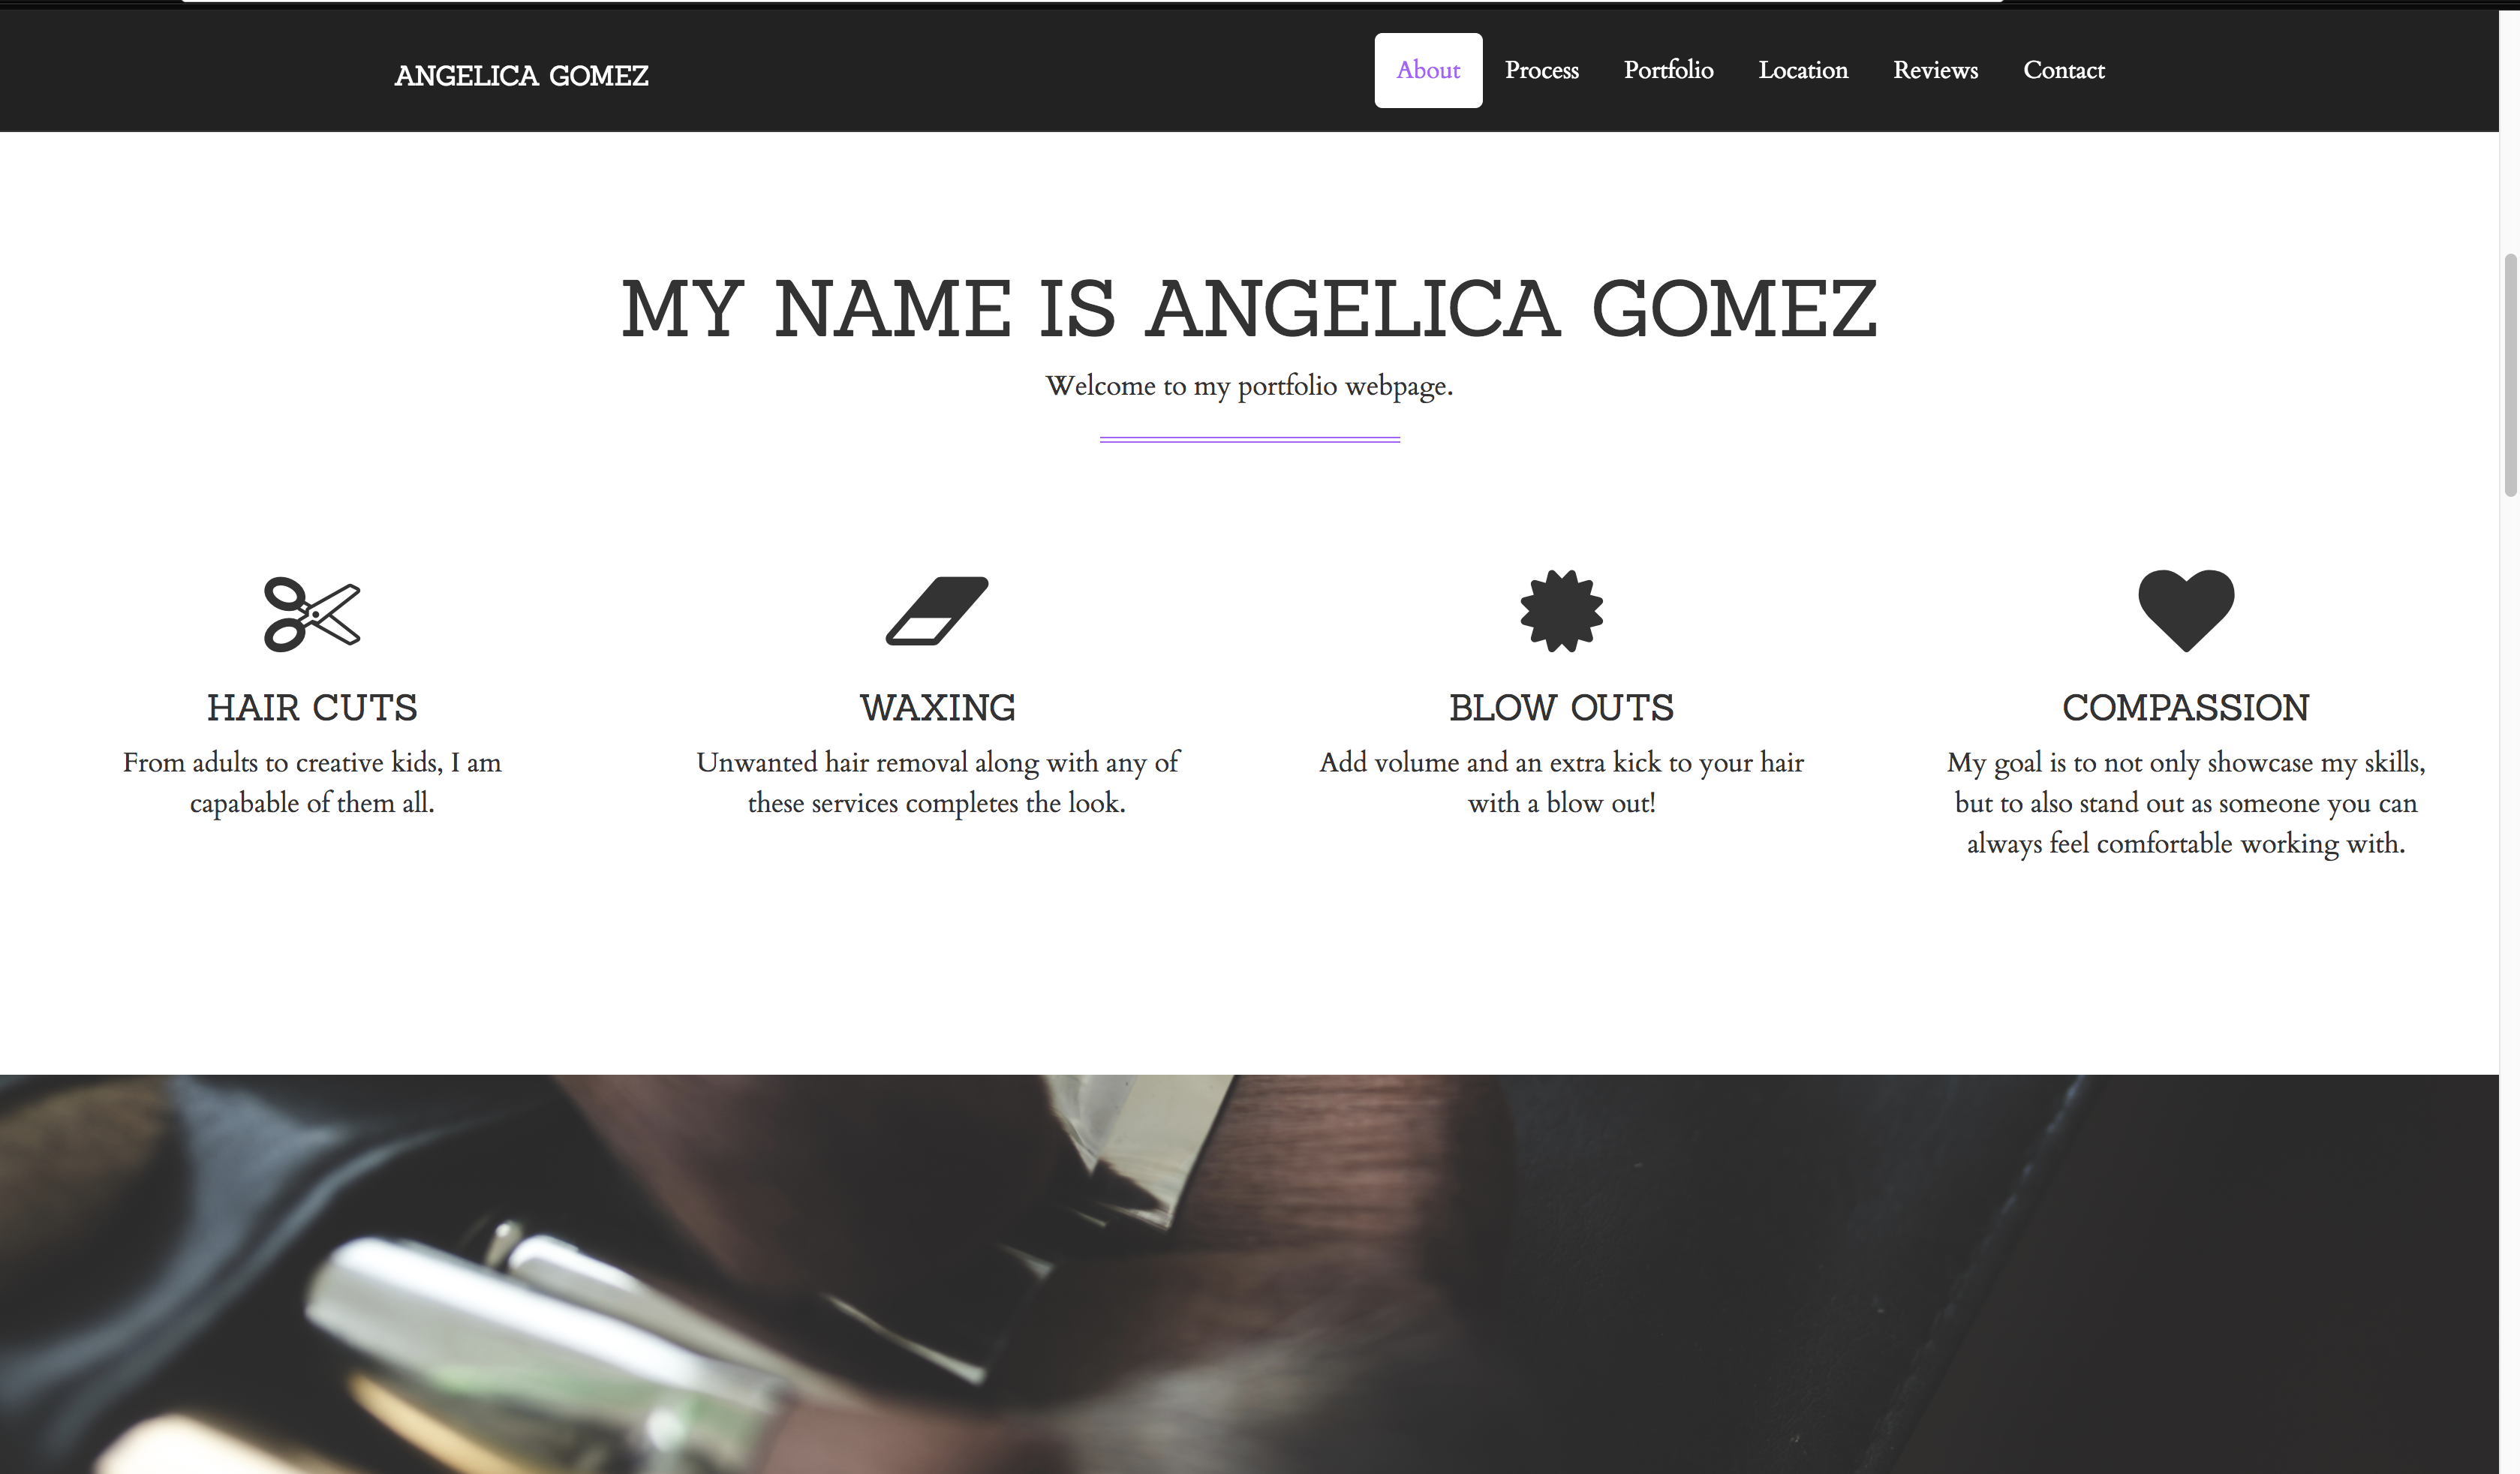 ANGELICA GOMEZ
About Process Portfolio Location Reviews Contact
MY NAME IS ANGELICA GOMEZ
Welcome to my portfolio webpage.
HAIR CUTS
From adults to creative kids, I am
capabable of them all.
WAXING
Unwanted hair removal along with any of
these services completes the look.
BLOW OUTS
Add volume and an extra kick to your hair
with a blow out!
COMPASSION
My goal is to not only showcase my skills,
but to also stand out as someone you can
always feel comfortable working with.